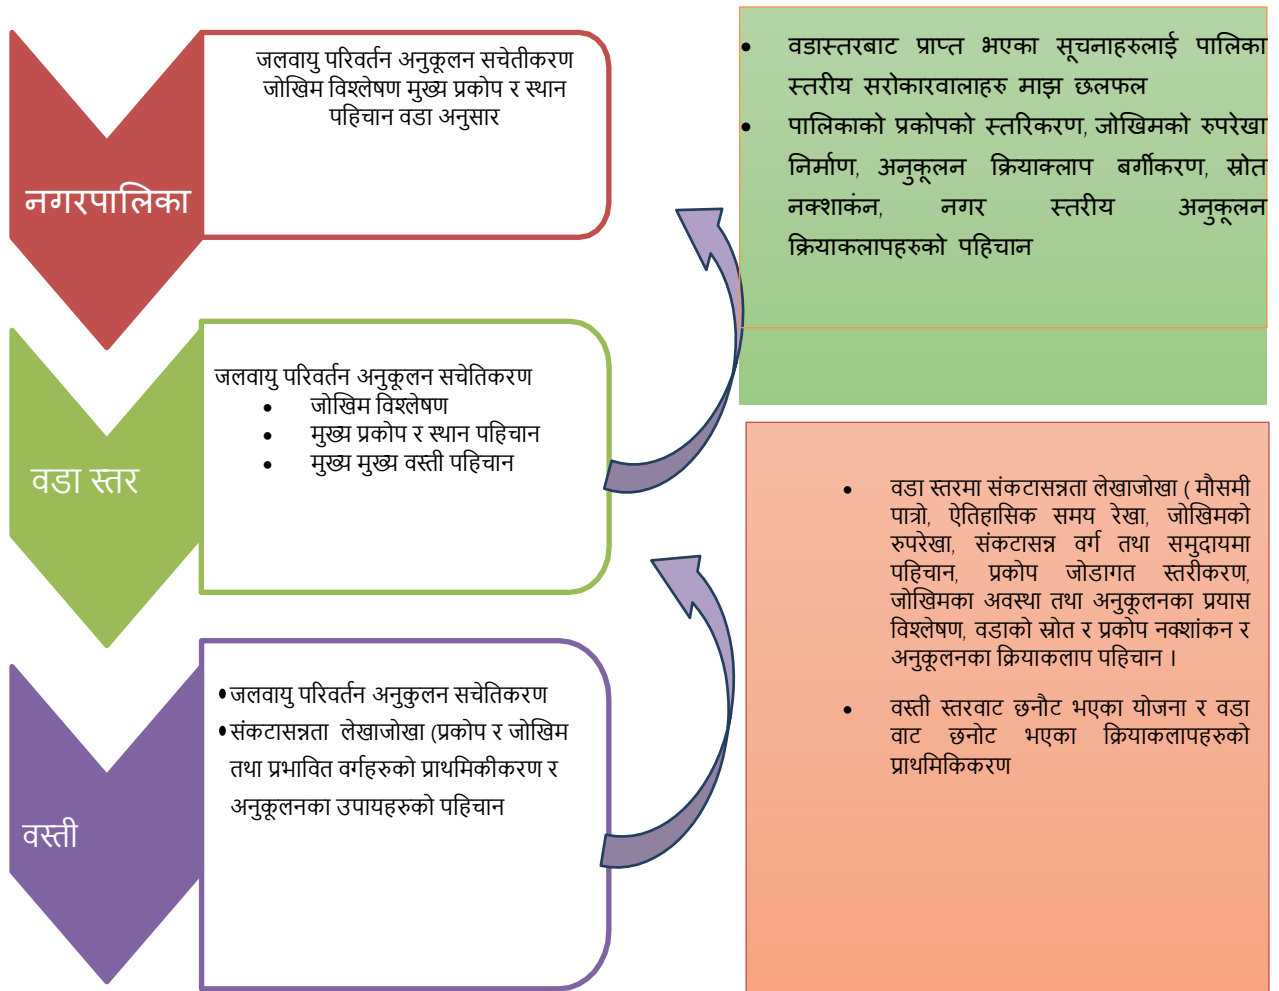 जलवायु परिवर्तन अनुकूलन सचेतीकरण
जोखिम विश्लेषण मुख्य प्रकोप र स्थान
पहिचान वडा अनुसार
नगरपालिका
• वडास्तरबाट प्राप्त भएका सूचनाहरुलाई पालिका
स्तरीय सरोकारवालाहरु माझ छलफल
• पालिकाको प्रकोपको स्तरिकरण, जोखिमको रुपरेखा
निर्माण, अनुकूलन क्रियाक्लाप बर्गीकरण, स्रोत
नक्शाकंन, नगर स्तरीय अनुकूलन
क्रियाकलापहरुको पहिचान
जलवायु परिवर्तन अनुकूलन सचेतिकरण
• जोखिम विश्लेषण
• मुख्य प्रकोप र स्थान पहिचान
• मुख्य मुख्य वस्ती पहिचान
वडा स्तर
• वडा स्तरमा संकटासन्नता लेखाजोखा ( मौसमी
पात्रो, ऐतिहासिक समय रेखा, जोखिमको
रुपरेखा, संकटासन्न वर्ग तथा समुदायमा
पहिचान, प्रकोप जोडागत स्तरीकरण,
जोखिमका अवस्था तथा अनुकूलनका प्रयास
विश्लेषण, वडाको स्रोत र प्रकोप नक्शांकन र
अनुकूलनका क्रियाकलाप पहिचान ।
• वस्ती स्तरवाट छनौट भएका योजना र वडा
वाट छनोट भएका क्रियाकलापहरुको
प्राथमिकिकरण
• जलवायु परिवर्तन अनुकुलन सचेतिकरण
• संकटासन्नता लेखाजोखा (प्रकोप र जोखिम
तथा प्रभावित वर्गहरुको प्राथमिकीकरण र
अनुकूलनका उपायहरुको पहिचान
वस्ती